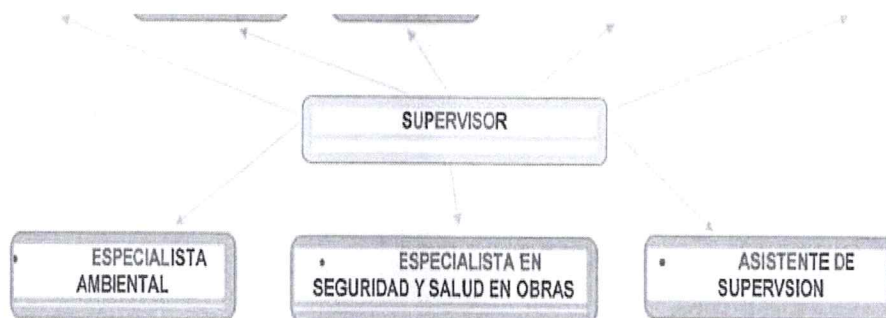 SUPERVISOR
• ESPECIALISTA
AMBIENTAL
• ESPECIALISTA EN
SEGURIDAD Y SALUD EN OBRAS
• ASISTENTE DE
SUPERVSION